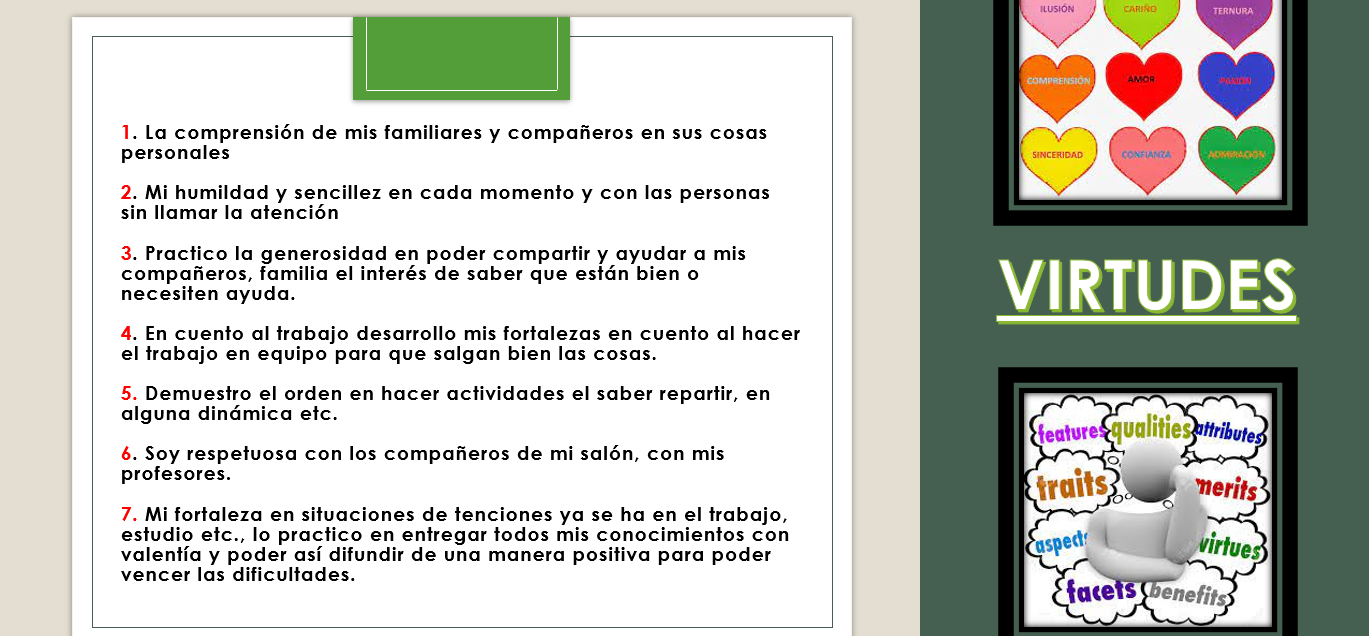 1. La comprensión de mis familiares y compañeros en sus cosas
personales
2. Mi humildad y sencillez en cada momento y con las personas
sin llamar la atención
3. Practico la generosidad en poder compartir y ayudar a mis
compañeros, familia el interés de saber que están bien o
necesiten ayuda.
4. En cuento al trabajo desarrollo mis fortalezas en cuento al hacer
el trabajo en equipo para que salgan bien las cosas.
5. Demuestro el orden en hacer actividades el saber repartir, en
alguna dinámica etc.
6. Soy respetuosa con los compañeros de mi salón, con mis
profesores.
7. Mi fortaleza en situaciones de tenciones ya se ha en el trabajo,
estudio etc., lo practico en entregar todos mis conocimientos con
valentía y poder así difundir de una manera positiva para poder
vencer las dificultades.
ILUSIÓN CARIÑO TERNURA
COMPRENSIÓN AMOR PASIÓN
SINCERIDAD CONFIANZA ADMIRACIÓN
VIRTUDES
features qualities attributes
traits merits
aspects virtues
facets benefits